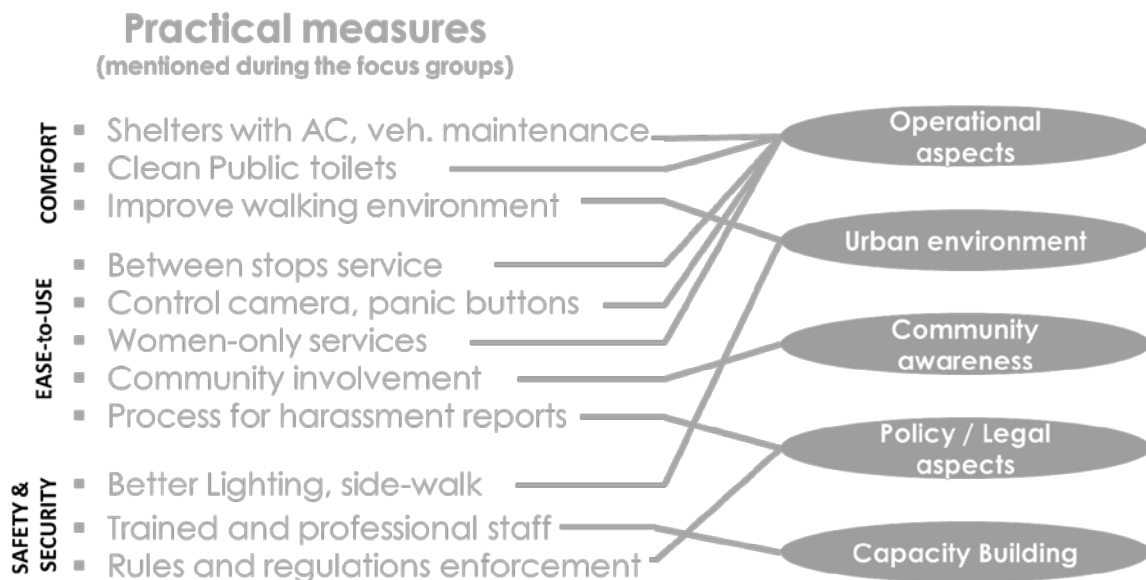 Practical measures
(mentioned during the focus groups)
COMFORT
▪ Shelters with AC, veh. maintenance
▪ Clean Public toilets
▪ Improve walking environment
EASE-to-USE
▪ Between stops service
▪ Control camera, panic buttons
▪ Women-only services
▪ Community involvement
▪ Process for harassment reports
SAFETY &
SECURITY
▪ Better Lighting, side-walk
▪ Trained and professional staff
▪ Rules and regulations enforcement
Operational
aspects
Urban environment
Community
awareness
Policy / Legal
aspects
Capacity Building